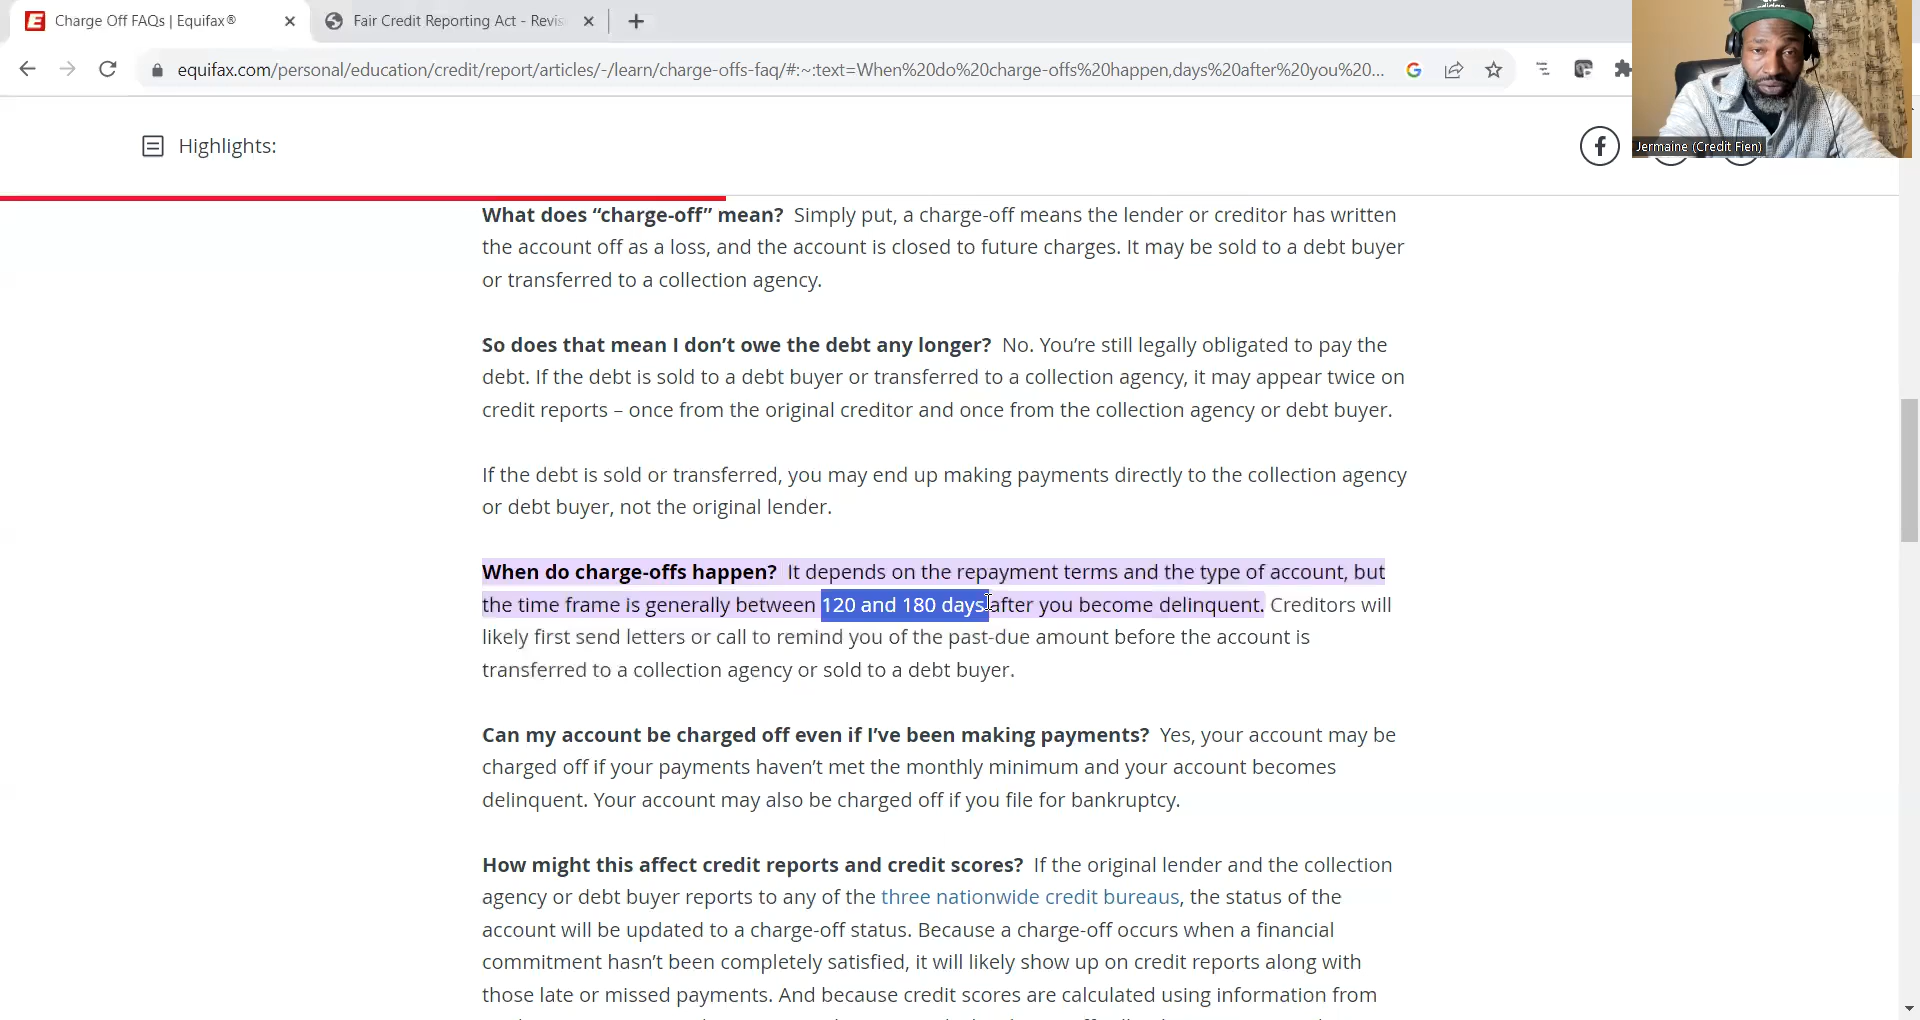 Charge Off FAQs | Equifax®
Fair Credit Reporting Act - Revis
equifax.com/personal/education/credit/report/articles/-/learn/charge-offs-faq/#:~:text=When%20do%20charge-offs%20happen,days%20after%20you%20...
Jermaine (Credit Fien)
Highlights:
What does “charge-off” mean? Simply put, a charge-off means the lender or creditor has written
the account off as a loss, and the account is closed to future charges. It may be sold to a debt buyer
or transferred to a collection agency.
So does that mean I don’t owe the debt any longer? No. You’re still legally obligated to pay the
debt. If the debt is sold to a debt buyer or transferred to a collection agency, it may appear twice on
credit reports – once from the original creditor and once from the collection agency or debt buyer.
If the debt is sold or transferred, you may end up making payments directly to the collection agency
or debt buyer, not the original lender.
When do charge-offs happen? It depends on the repayment terms and the type of account, but
the time frame is generally between 120 and 180 days after you become delinquent. Creditors will
likely first send letters or call to remind you of the past-due amount before the account is
transferred to a collection agency or sold to a debt buyer.
Can my account be charged off even if I’ve been making payments? Yes, your account may be
charged off if your payments haven’t met the monthly minimum and your account becomes
delinquent. Your account may also be charged off if you file for bankruptcy.
How might this affect credit reports and credit scores? If the original lender and the collection
agency or debt buyer reports to any of the three nationwide credit bureaus, the status of the
account will be updated to a charge-off status. Because a charge-off occurs when a financial
commitment hasn’t been completely satisfied, it will likely show up on credit reports along with
those late or missed payments. And because credit scores are calculated using information from